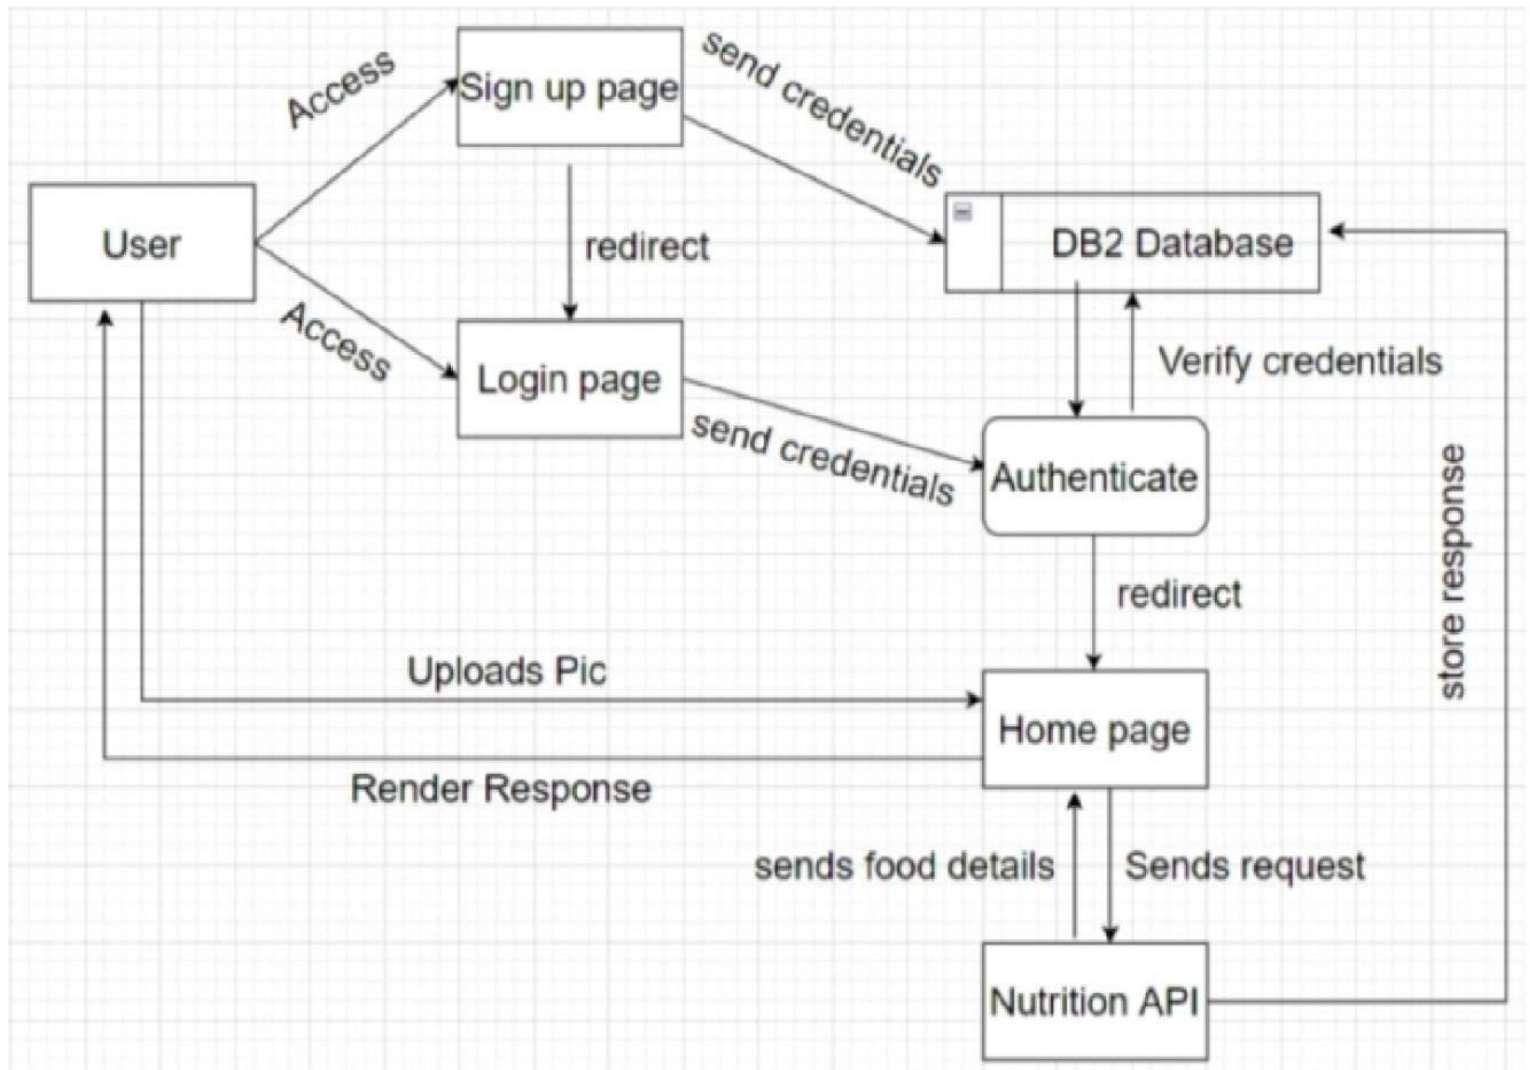 Access
Sign up page
send credentials
User
redirect
DB2 Database
Access
Login page
send credentials
Verify credentials
Authenticate
redirect
store response
Uploads Pic
Home page
Render Response
sends food details
Sends request
Nutrition API